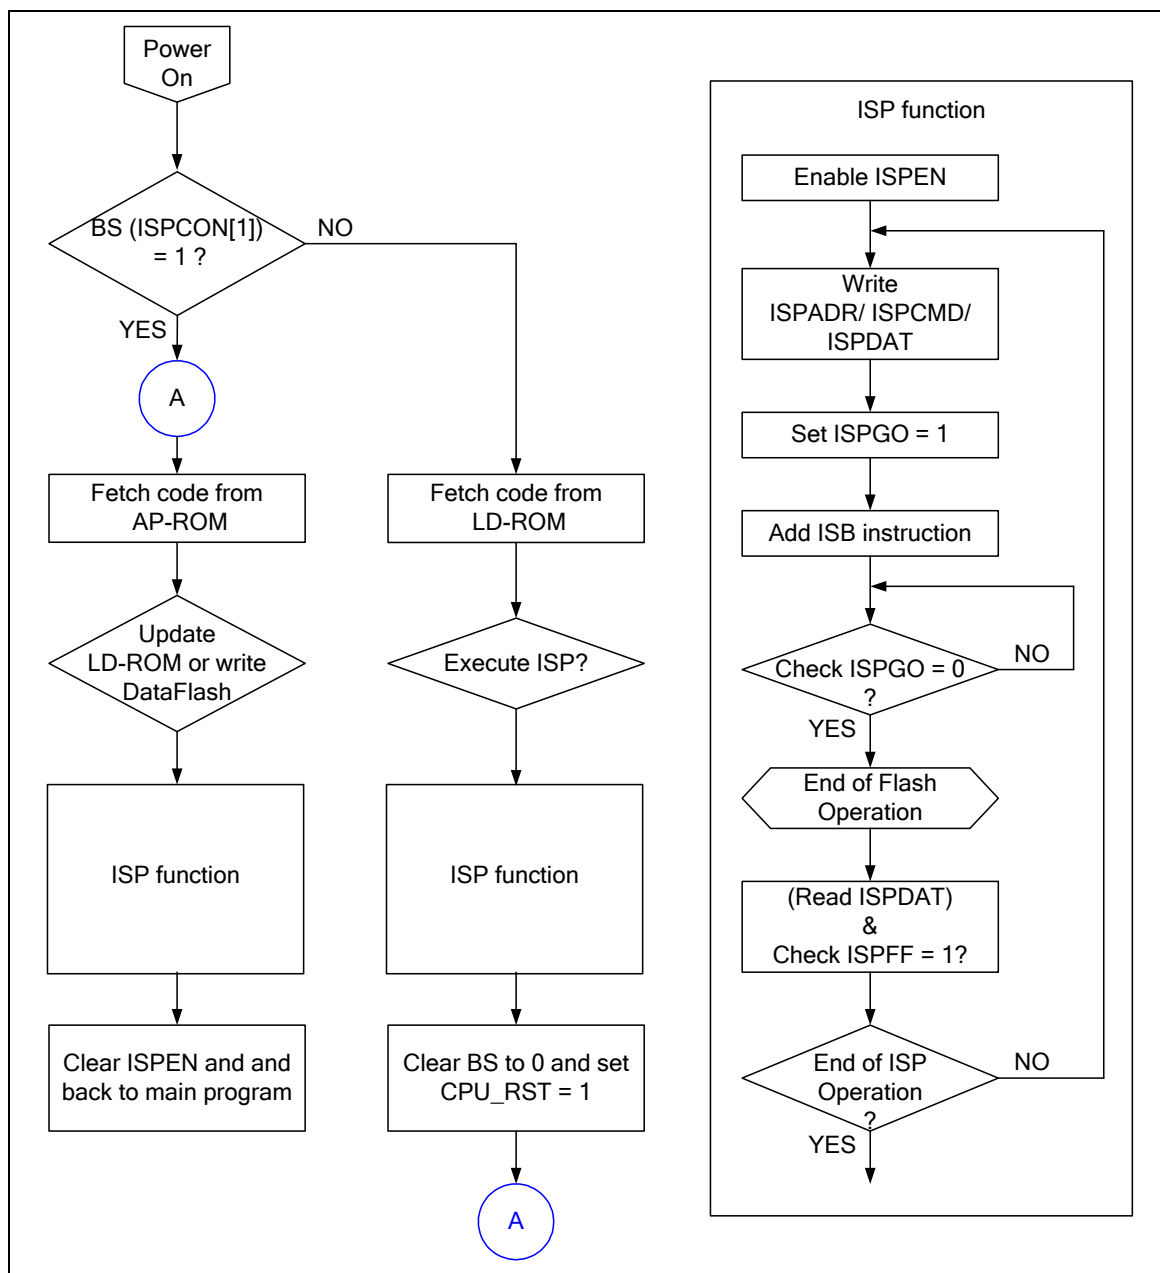 Power
On
BS (ISPCON[1])
= 1 ?
NO
YES
A
Fetch code from
AP-ROM
Update
LD-ROM or write
DataFlash
ISP function
Clear ISPEN and and
back to main program
Fetch code from
LD-ROM
Execute ISP?
ISP function
Clear BS to 0 and set
CPU_RST = 1
A
ISP function
Enable ISPEN
Write
ISPADR/ ISPCMD/
ISPDAT
Set ISPGO = 1
Add ISB instruction
Check ISPGO = 0
?
NO
YES
End of Flash
Operation
(Read ISPDAT)
&
Check ISPFF = 1?
End of ISP
Operation
?
NO
YES